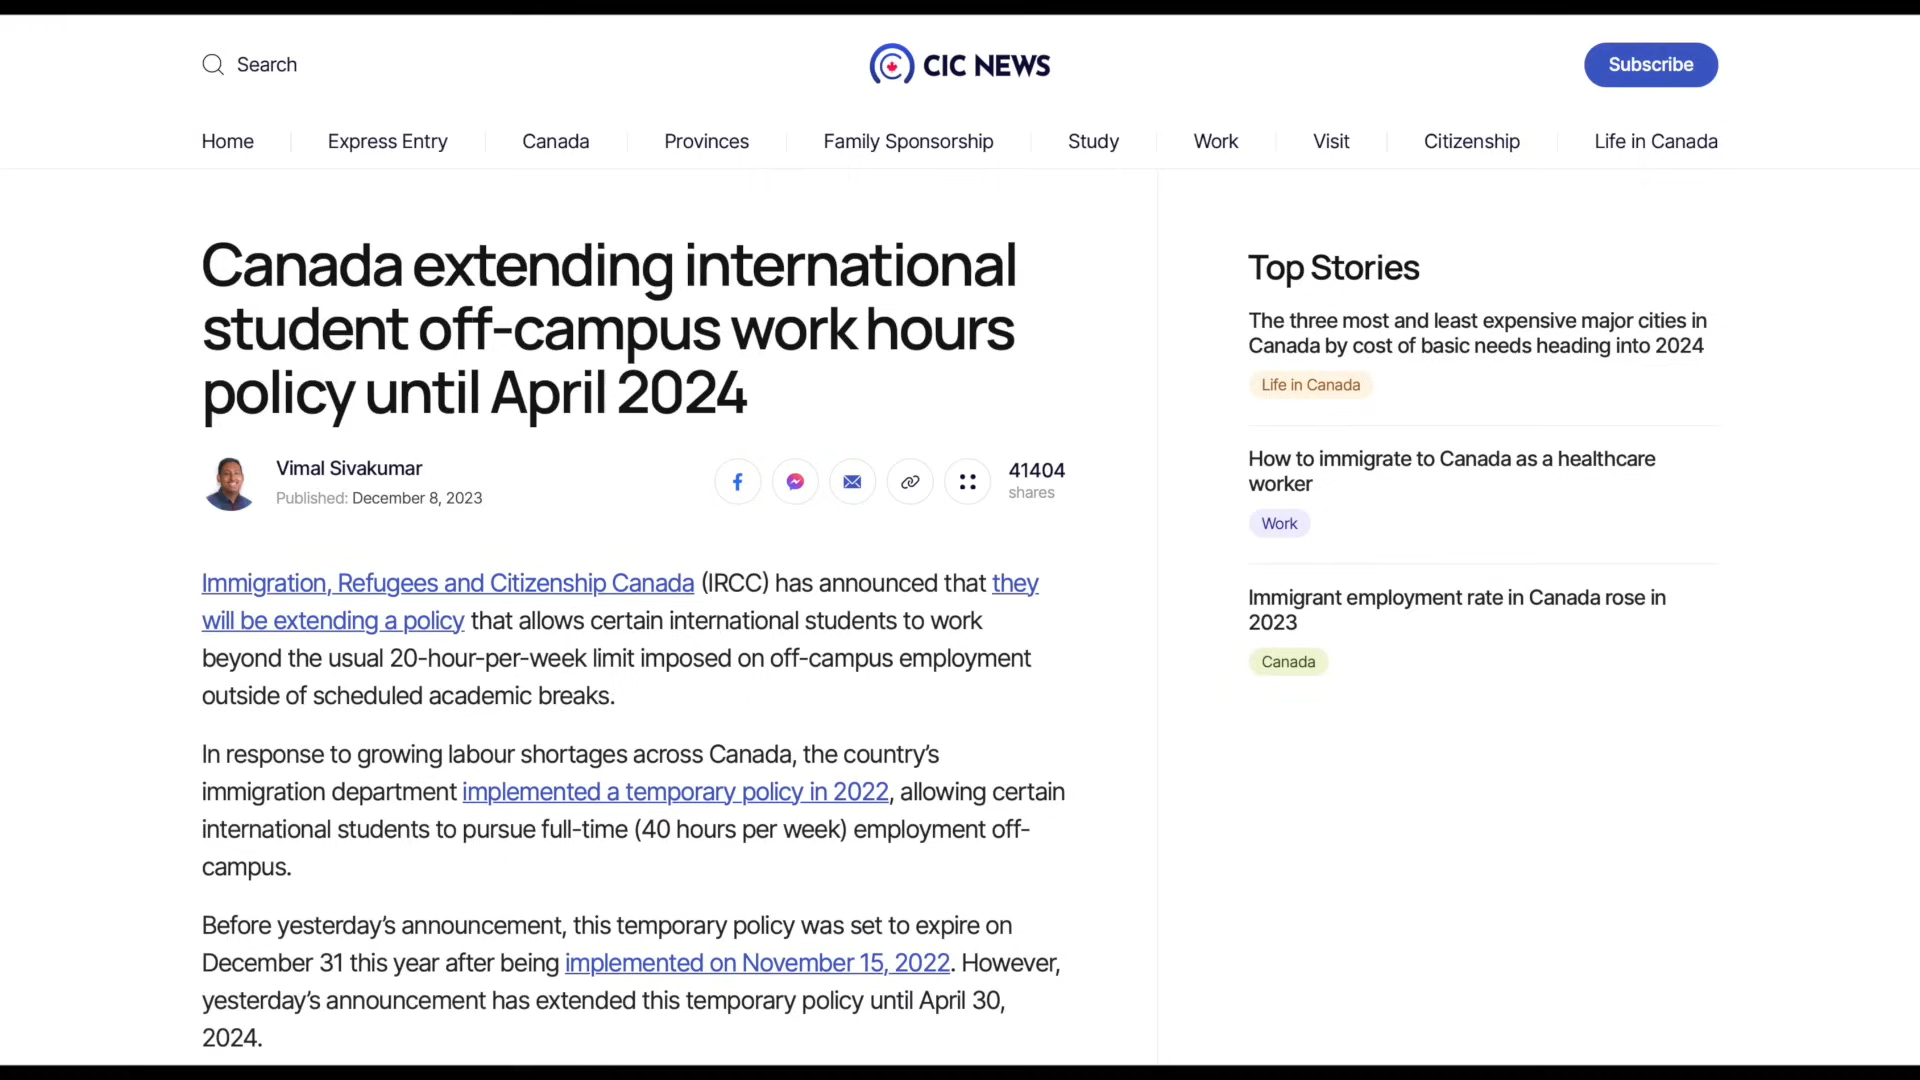 Search
CIC NEWS
Subscribe
Home
Express Entry
Canada
Provinces
Family Sponsorship
Study
Work
Visit
Citizenship
Life in Canada
Canada extending international
student off-campus work hours
policy until April 2024
Vimal Sivakumar
Published: December 8, 2023
41404
shares
Immigration, Refugees and Citizenship Canada (IRCC) has announced that they
will be extending a policy that allows certain international students to work
beyond the usual 20-hour-per-week limit imposed on off-campus employment
outside of scheduled academic breaks.
In response to growing labour shortages across Canada, the country’s
immigration department implemented a temporary policy in 2022, allowing certain
international students to pursue full-time (40 hours per week) employment off-
campus.
Before yesterday’s announcement, this temporary policy was set to expire on
December 31 this year after being implemented on November 15, 2022. However,
yesterday’s announcement has extended this temporary policy until April 30,
2024.
Top Stories
The three most and least expensive major cities in
Canada by cost of basic needs heading into 2024
Life in Canada
How to immigrate to Canada as a healthcare
worker
Work
Immigrant employment rate in Canada rose in
2023
Canada